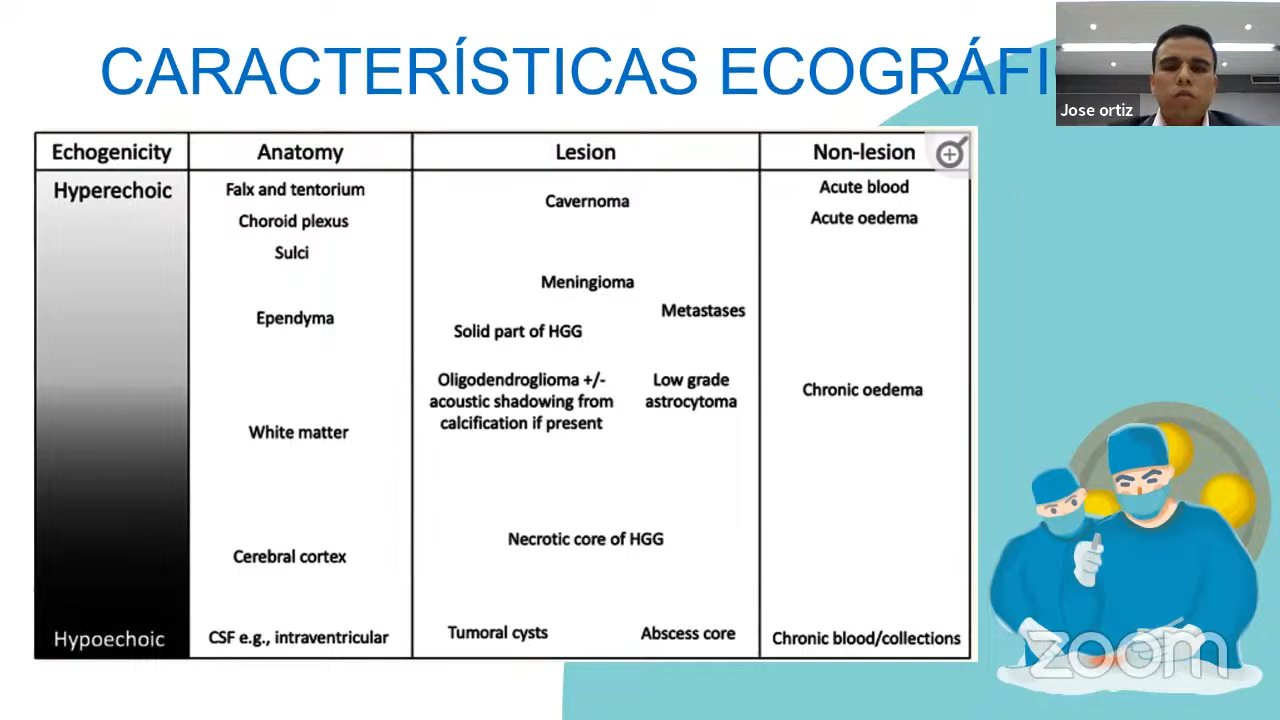 CARACTERÍSTICAS ECOGRÁFI
Jose ortiz
Echogenicity
Anatomy
Lesion
Non-lesion
Hyperechoic
Falx and tentorium
Choroid plexus
Sulci
Ependyma
White matter
Cerebral cortex
CSF e.g., intraventricular
Cavernoma
Meningioma
Metastases
Solid part of HGG
Oligodendroglioma +/-
acoustic shadowing from
calcification if present
Low grade
astrocytoma
Necrotic core of HGG
Tumoral cysts
Abscess core
Acute blood
Acute oedema
Chronic oedema
Chronic blood/collections
Hypoechoic
zoom